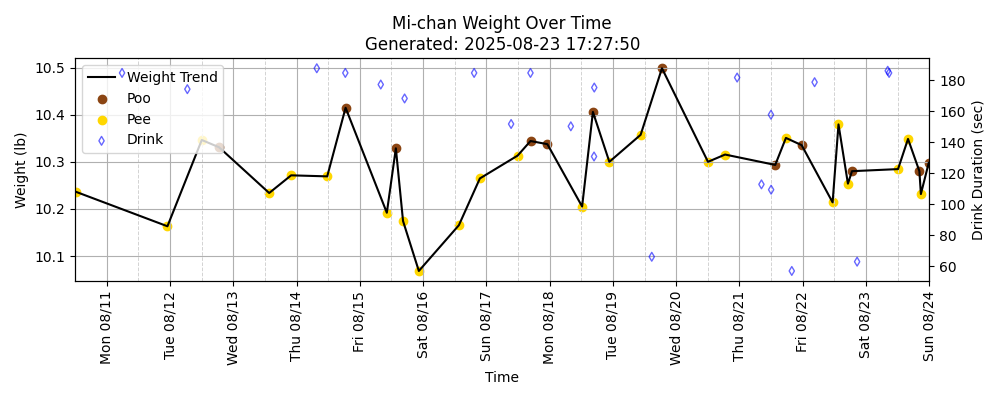 Mi-chan Weight Over Time
Generated: 2025-08-23 17:27:50
Weight (lb)
10.5
10.4
10.3
10.2
10.1
Weight Trend
Poo
Pee
Drink
180
160
140
120
100
80
60
Drink Duration (sec)
Mon 08/11
Tue 08/12
Wed 08/13
Thu 08/14
Fri 08/15
Sat 08/16
Sun 08/17
Mon 08/18
Tue 08/19
Wed 08/20
Thu 08/21
Fri 08/22
Sat 08/23
Sun 08/24
Time